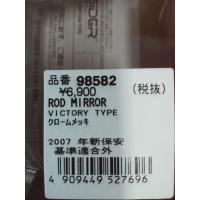 品番 98582
¥6,900 (税抜)
ROD MIRROR
VICTORY TYPE
クロームメッキ
2007 年新保安
基準適合外
4 909449 527696